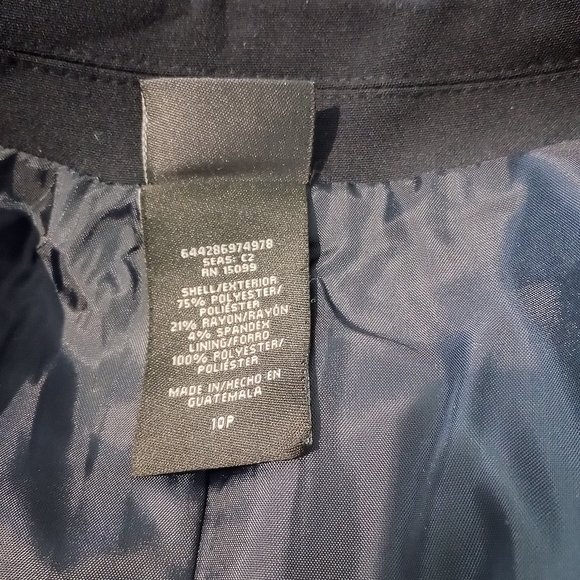 644286974978
SEAS: C2
RN 15099
SHELL/EXTERIOR
75% POLYESTER/
POLIÉSTER
21% RAYON/RAYÓN
4% SPANDEX
LINING/FORRO
100% POLYESTER/
POLIÉSTER
MADE IN/HECHO EN
GUATEMALA
10P